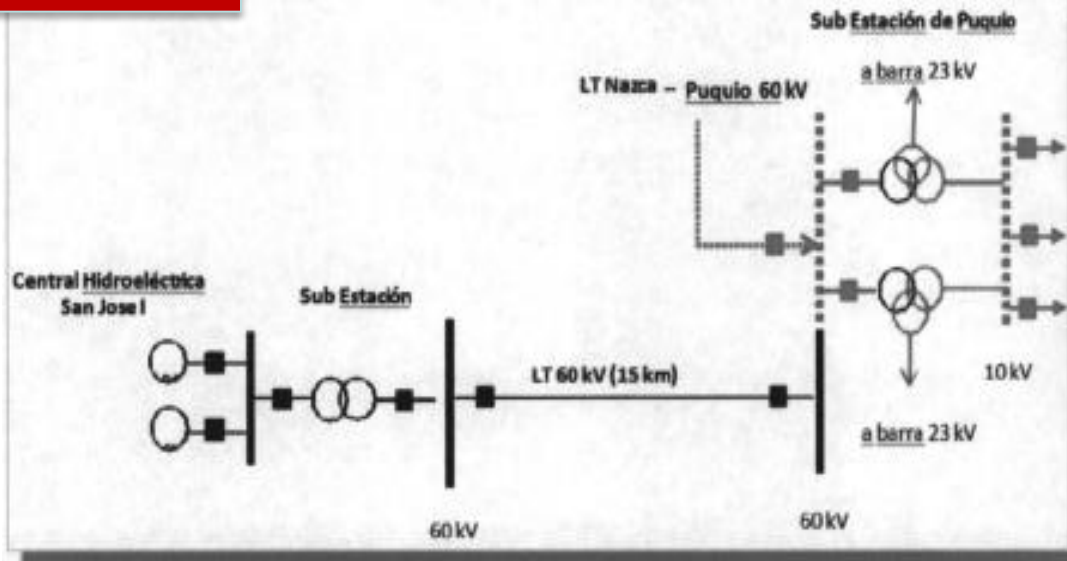 Sub Estación de Puquio
a barra 23 kV
LT Nazca – Puquio 60 kV
Central Hidroeléctrica
San Jose I
Sub Estación
LT 60 kV (15 km)
10 kV
a barra 23 kV
60 kV
60 kV